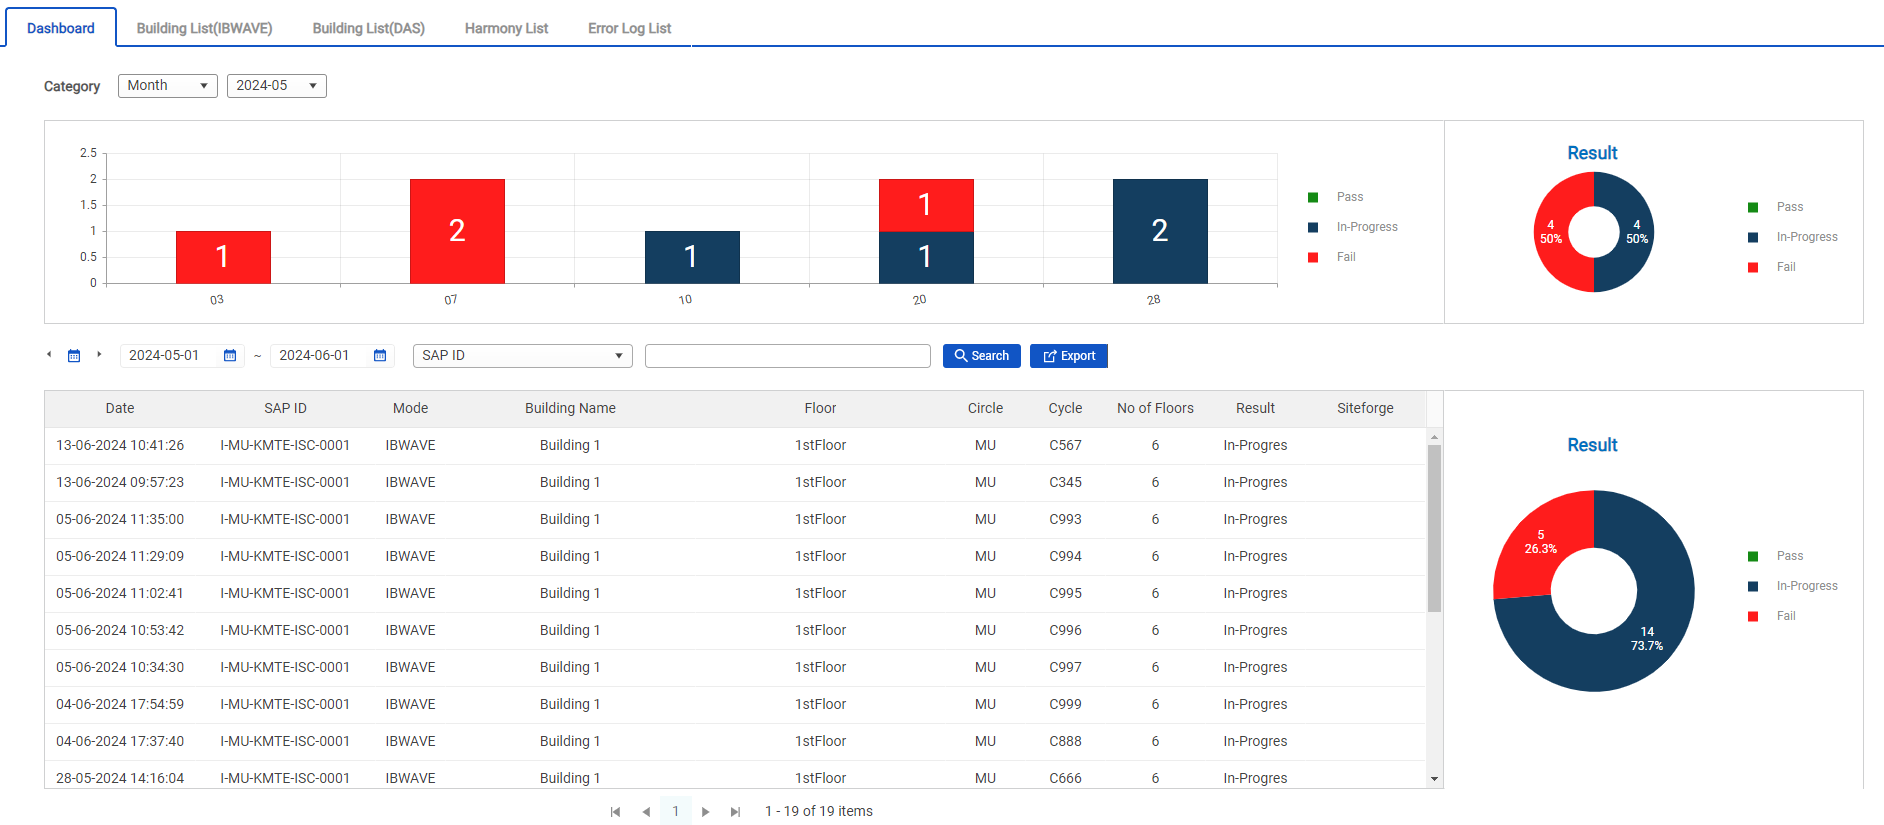 Dashboard Building List(IBWAVE) Building List(DAS) Harmony List Error Log List
Category Month 2024-05
2.5
2
1.5
1
0.5
0
1
2
1
1
1
2
03 07 10 20 28
Pass
In-Progress
Fail
Result
4
50%
4
50%
Pass
In-Progress
Fail
2024-05-01 ~ 2024-06-01 SAP ID Search Export
Date SAP ID Mode Building Name Floor Circle Cycle No of Floors Result Siteforge
13-06-2024 10:41:26 I-MU-KMTE-ISC-0001 IBWAVE Building 1 1stFloor MU C567 6 In-Progres
13-06-2024 09:57:23 I-MU-KMTE-ISC-0001 IBWAVE Building 1 1stFloor MU C345 6 In-Progres
05-06-2024 11:35:00 I-MU-KMTE-ISC-0001 IBWAVE Building 1 1stFloor MU C993 6 In-Progres
05-06-2024 11:29:09 I-MU-KMTE-ISC-0001 IBWAVE Building 1 1stFloor MU C994 6 In-Progres
05-06-2024 11:02:41 I-MU-KMTE-ISC-0001 IBWAVE Building 1 1stFloor MU C995 6 In-Progres
05-06-2024 10:53:42 I-MU-KMTE-ISC-0001 IBWAVE Building 1 1stFloor MU C996 6 In-Progres
05-06-2024 10:34:30 I-MU-KMTE-ISC-0001 IBWAVE Building 1 1stFloor MU C997 6 In-Progres
04-06-2024 17:54:59 I-MU-KMTE-ISC-0001 IBWAVE Building 1 1stFloor MU C999 6 In-Progres
04-06-2024 17:37:40 I-MU-KMTE-ISC-0001 IBWAVE Building 1 1stFloor MU C888 6 In-Progres
28-05-2024 14:16:04 I-MU-KMTE-ISC-0001 IBWAVE Building 1 1stFloor MU C666 6 In-Progres
Result
5
26.3%
14
73.7%
Pass
In-Progress
Fail
1 1 - 19 of 19 items